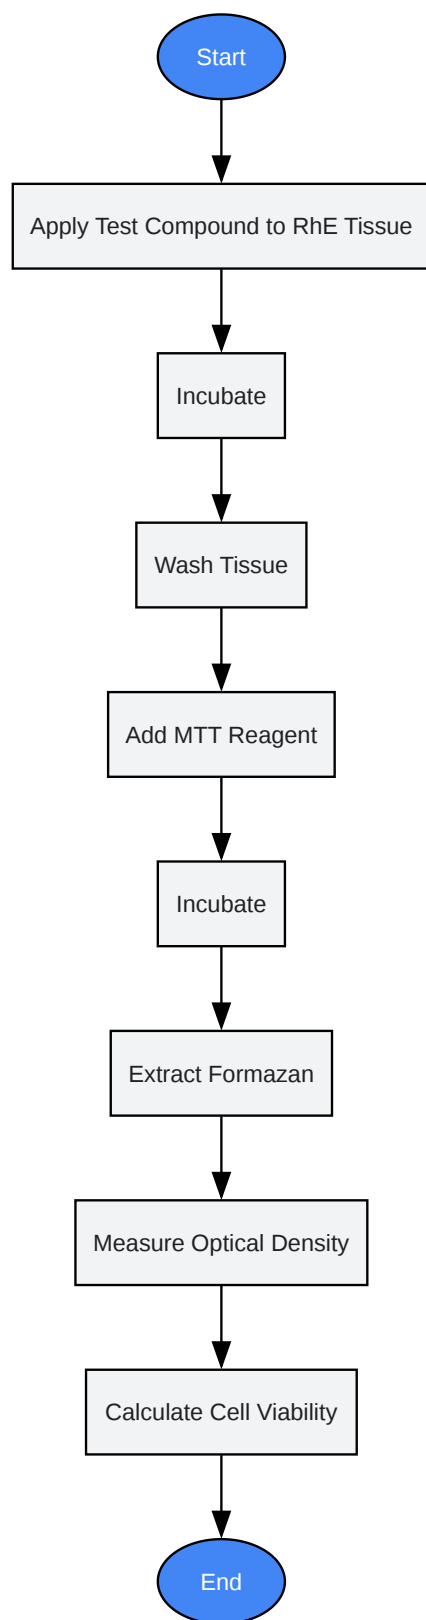 Start
Apply Test Compound to RhE Tissue
Incubate
Wash Tissue
Add MTT Reagent
Incubate
Extract Formazan
Measure Optical Density
Calculate Cell Viability
End